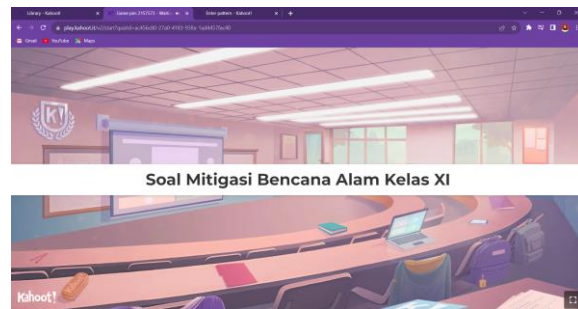 Library - Kahoot!
Enter pattern - Kahoot!
Gmail
YouTube
Maps
K!
Soal Mitigasi Bencana Alam Kelas XI
Kahoot!